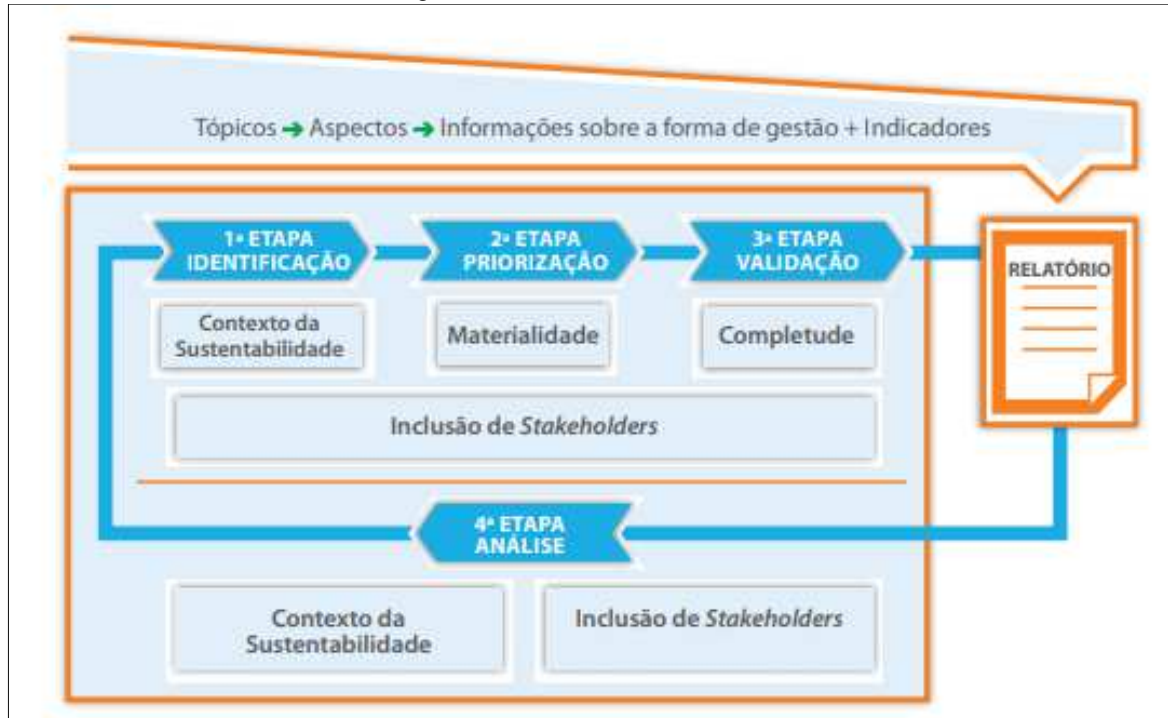 Tópicos ➔ Aspectos ➔ Informações sobre a forma de gestão + Indicadores
1ª ETAPA
IDENTIFICAÇÃO
2ª ETAPA
PRIORIZAÇÃO
3ª ETAPA
VALIDAÇÃO
RELATÓRIO
Contexto da
Sustentabilidade
Materialidade
Completude
Inclusão de Stakeholders
4ª ETAPA
ANÁLISE
Contexto da
Sustentabilidade
Inclusão de Stakeholders